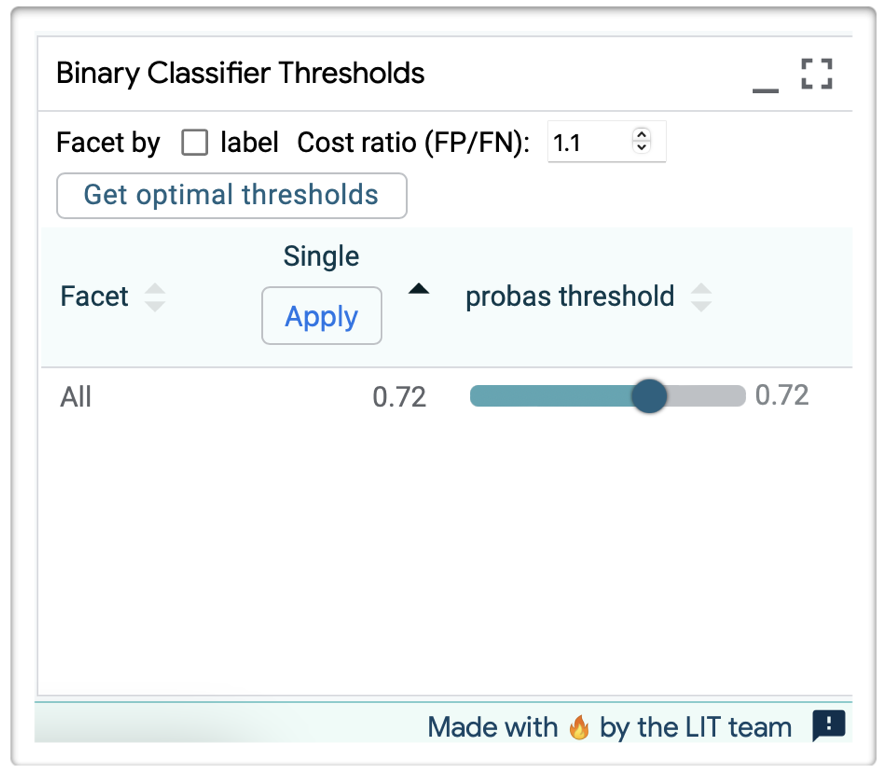 Binary Classifier Thresholds
Facet by label Cost ratio (FP/FN): 1.1
Get optimal thresholds
Single
Facet Apply probas threshold
All 0.72 0.72
Made with 🔥 by the LIT team